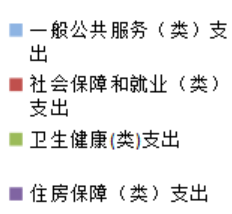 一般公共服务（类）支
出
社会保障和就业（类）
支出
卫生健康(类)支出
住房保障（类）支出